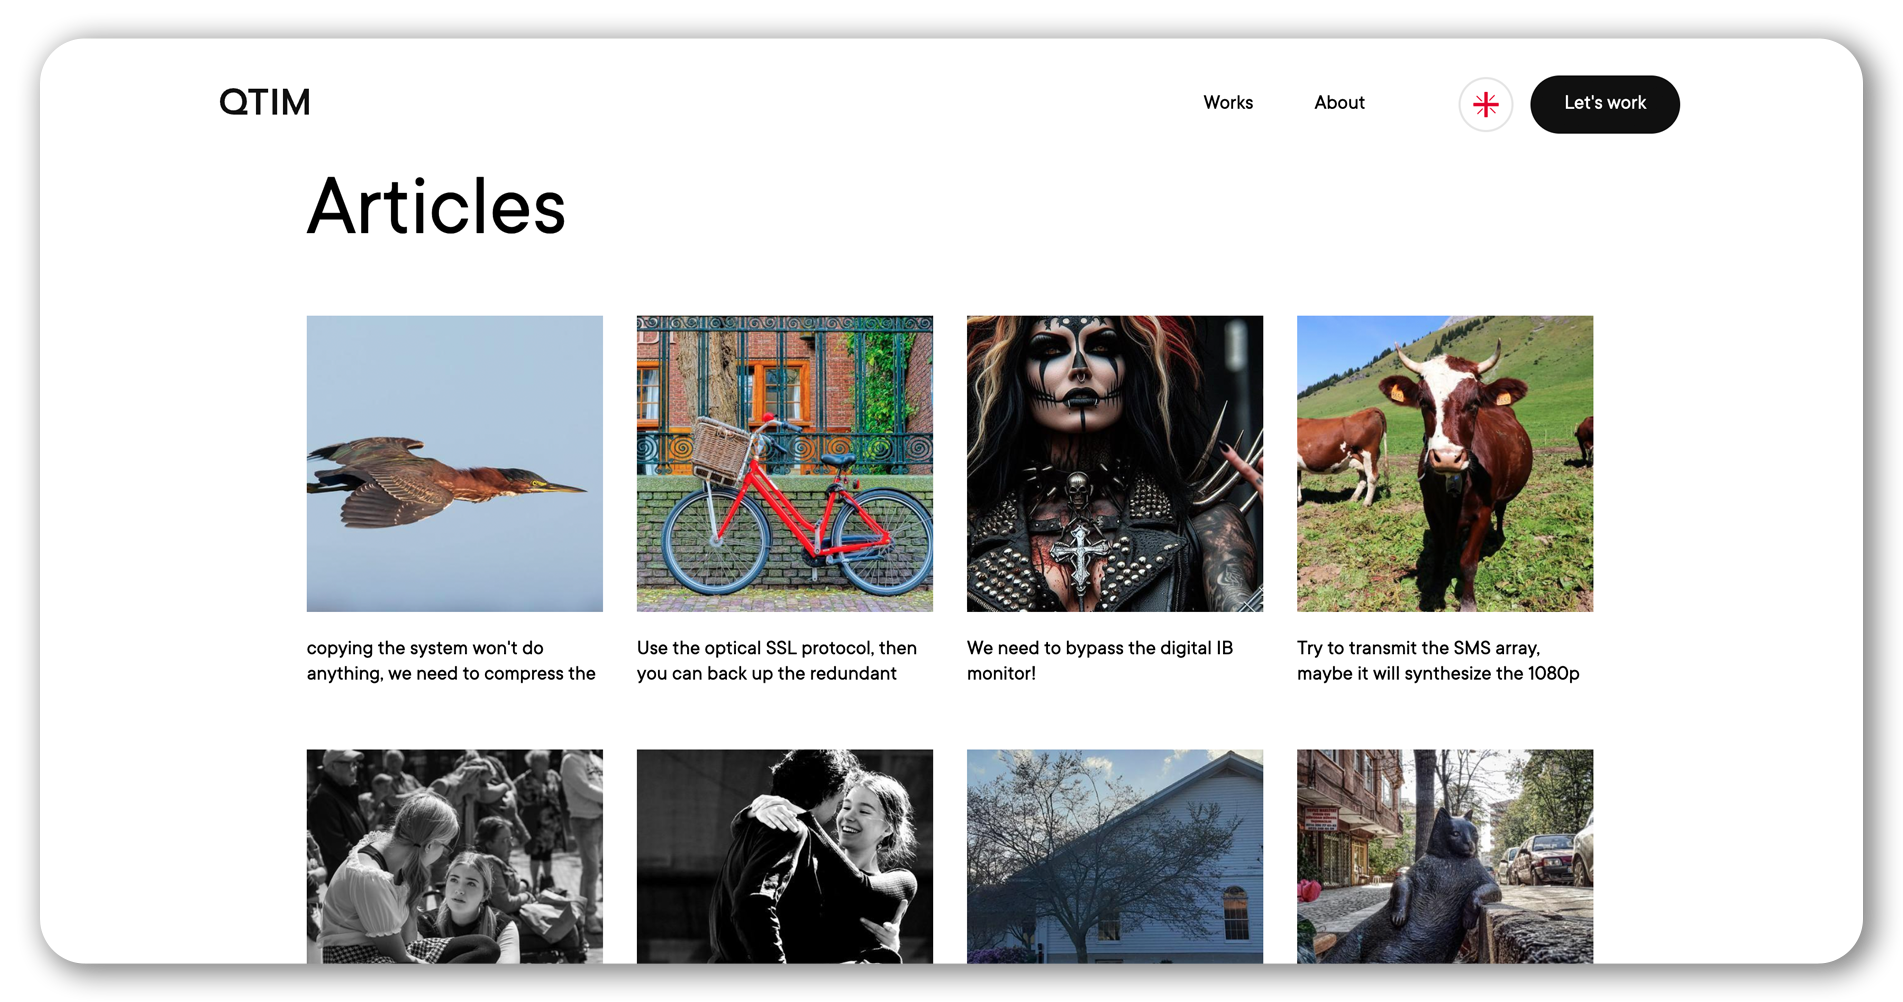 QTIM
Works
About
Let's work
Articles
copying the system won't do
anything, we need to compress the
Use the optical SSL protocol, then
you can back up the redundant
We need to bypass the digital IB
monitor!
Try to transmit the SMS array,
maybe it will synthesize the 1080p